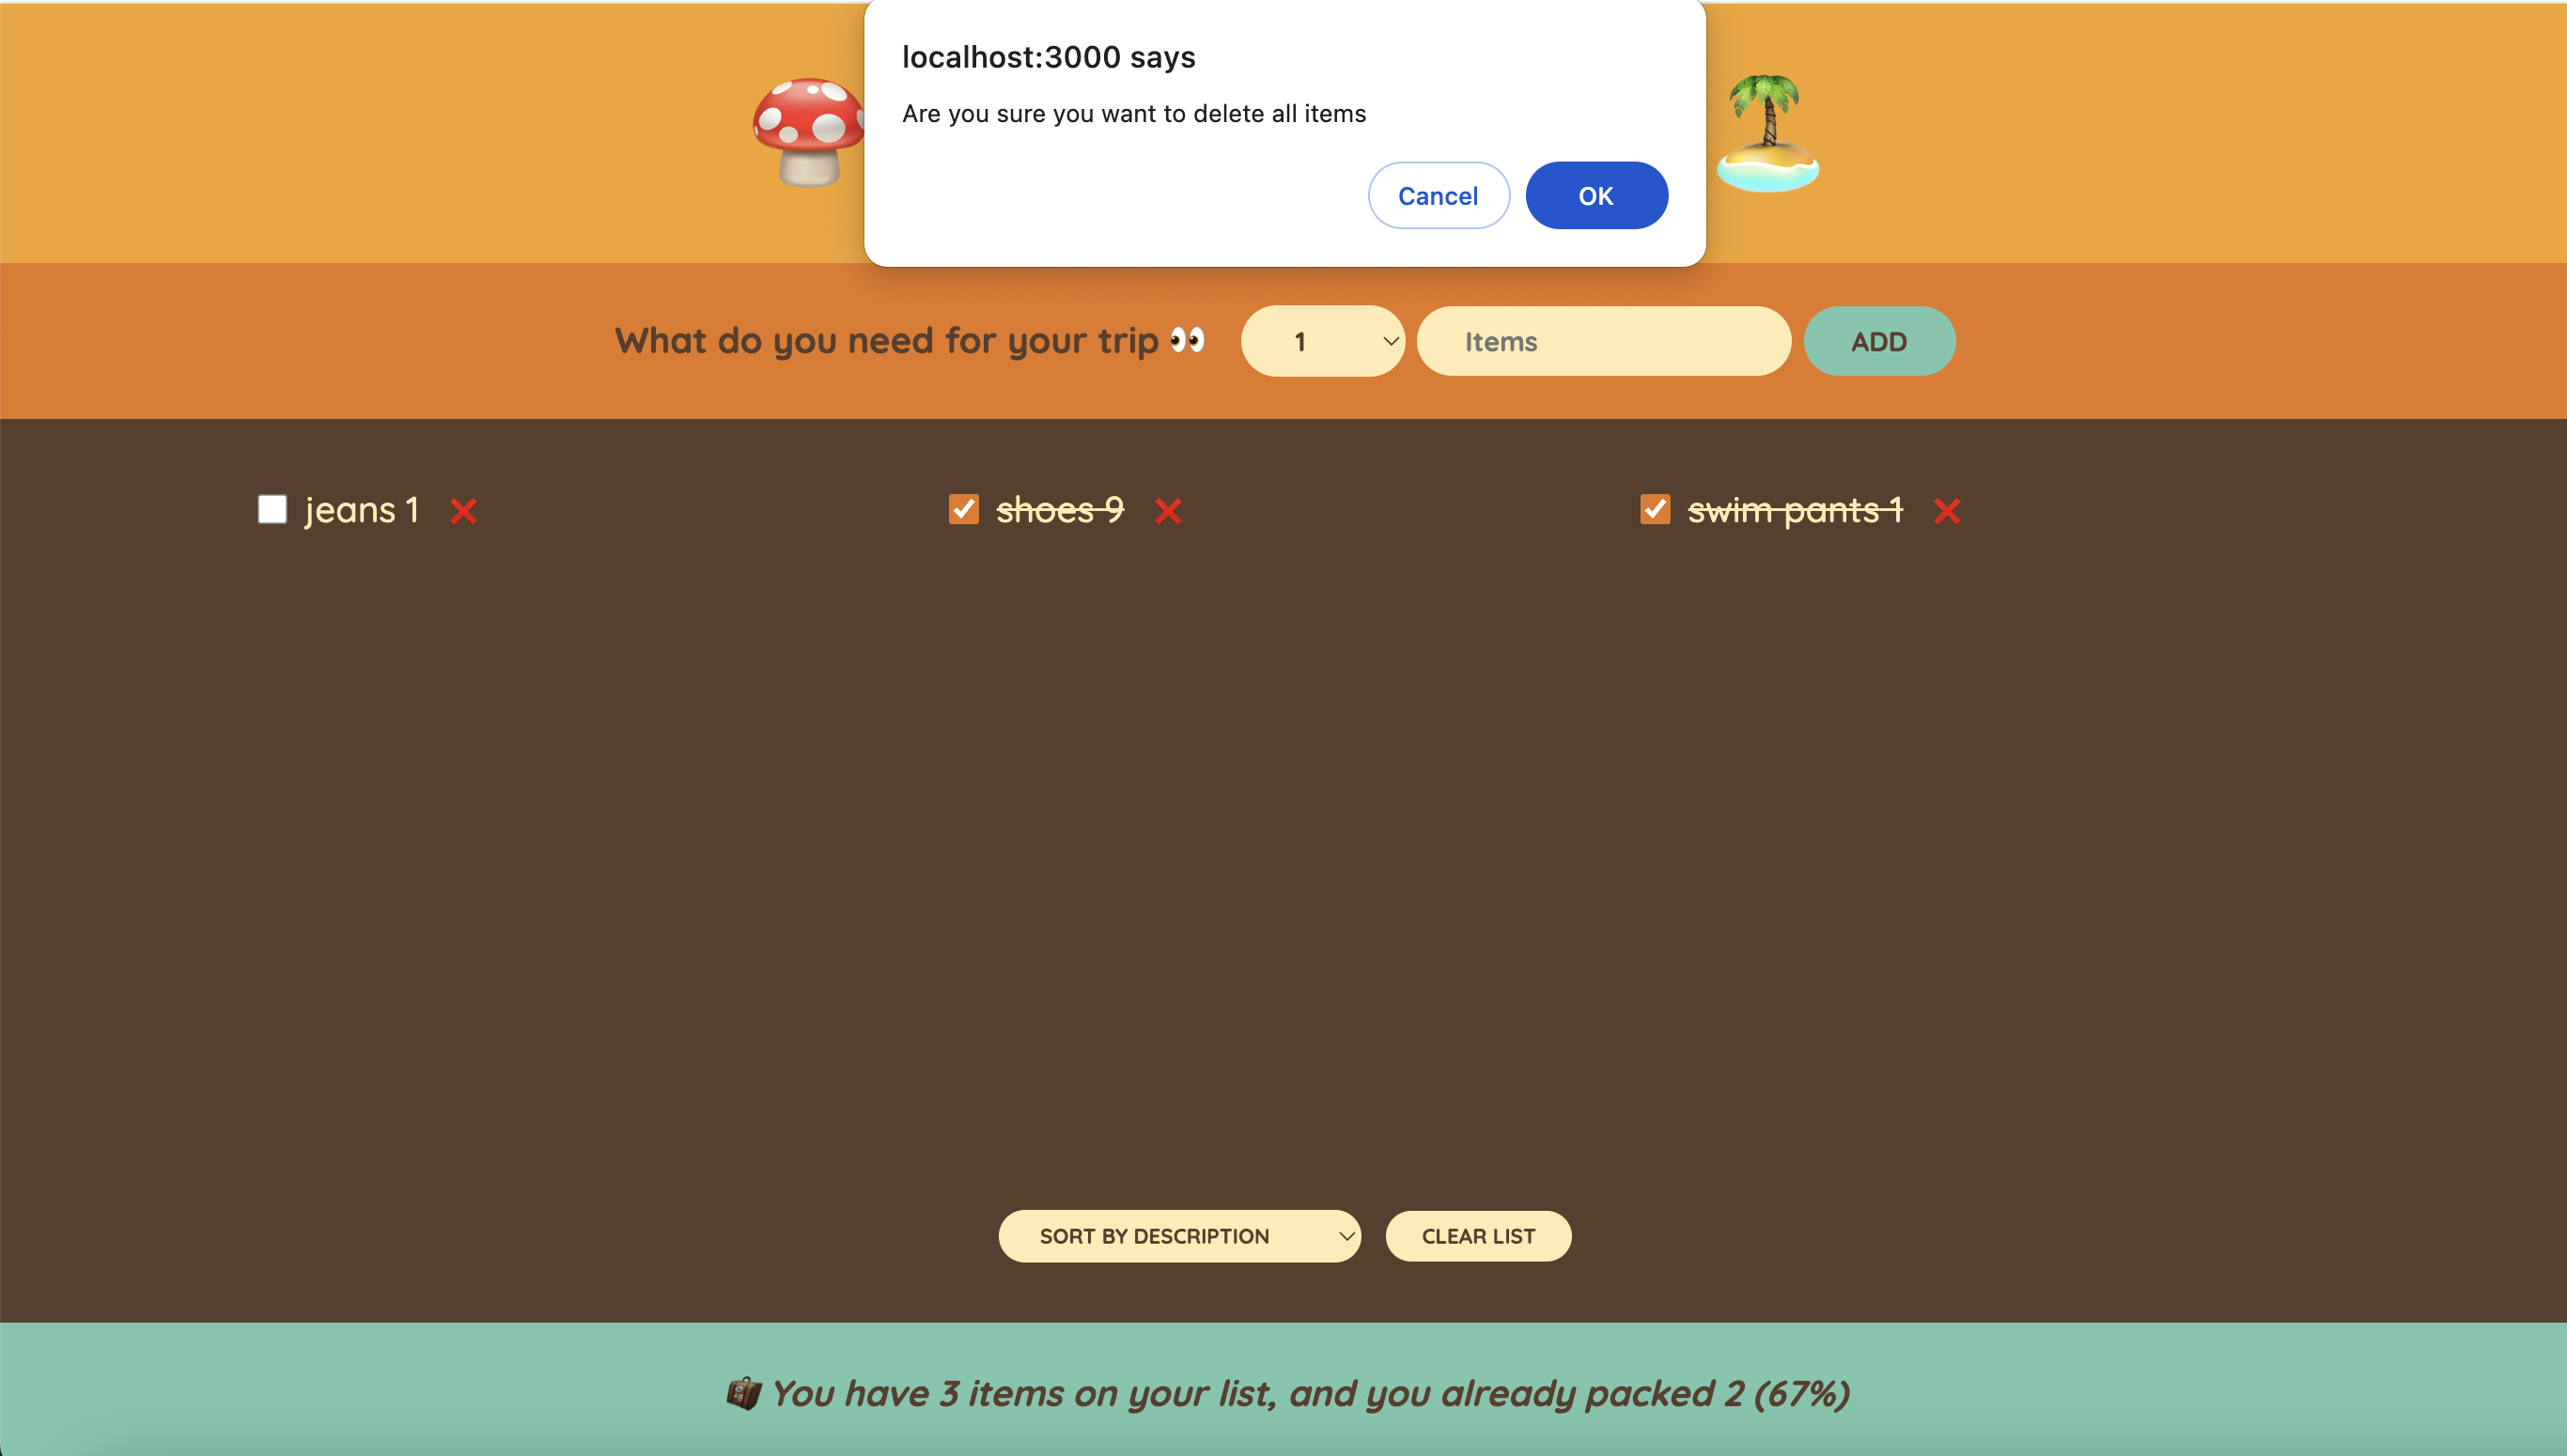 localhost:3000 says
Are you sure you want to delete all items
Cancel OK
What do you need for your trip 👀 1 Items ADD
jeans 1 ❌ shoes 9 ❌ swim pants 1 ❌
SORT BY DESCRIPTION CLEAR LIST
🧳 You have 3 items on your list, and you already packed 2 (67%)